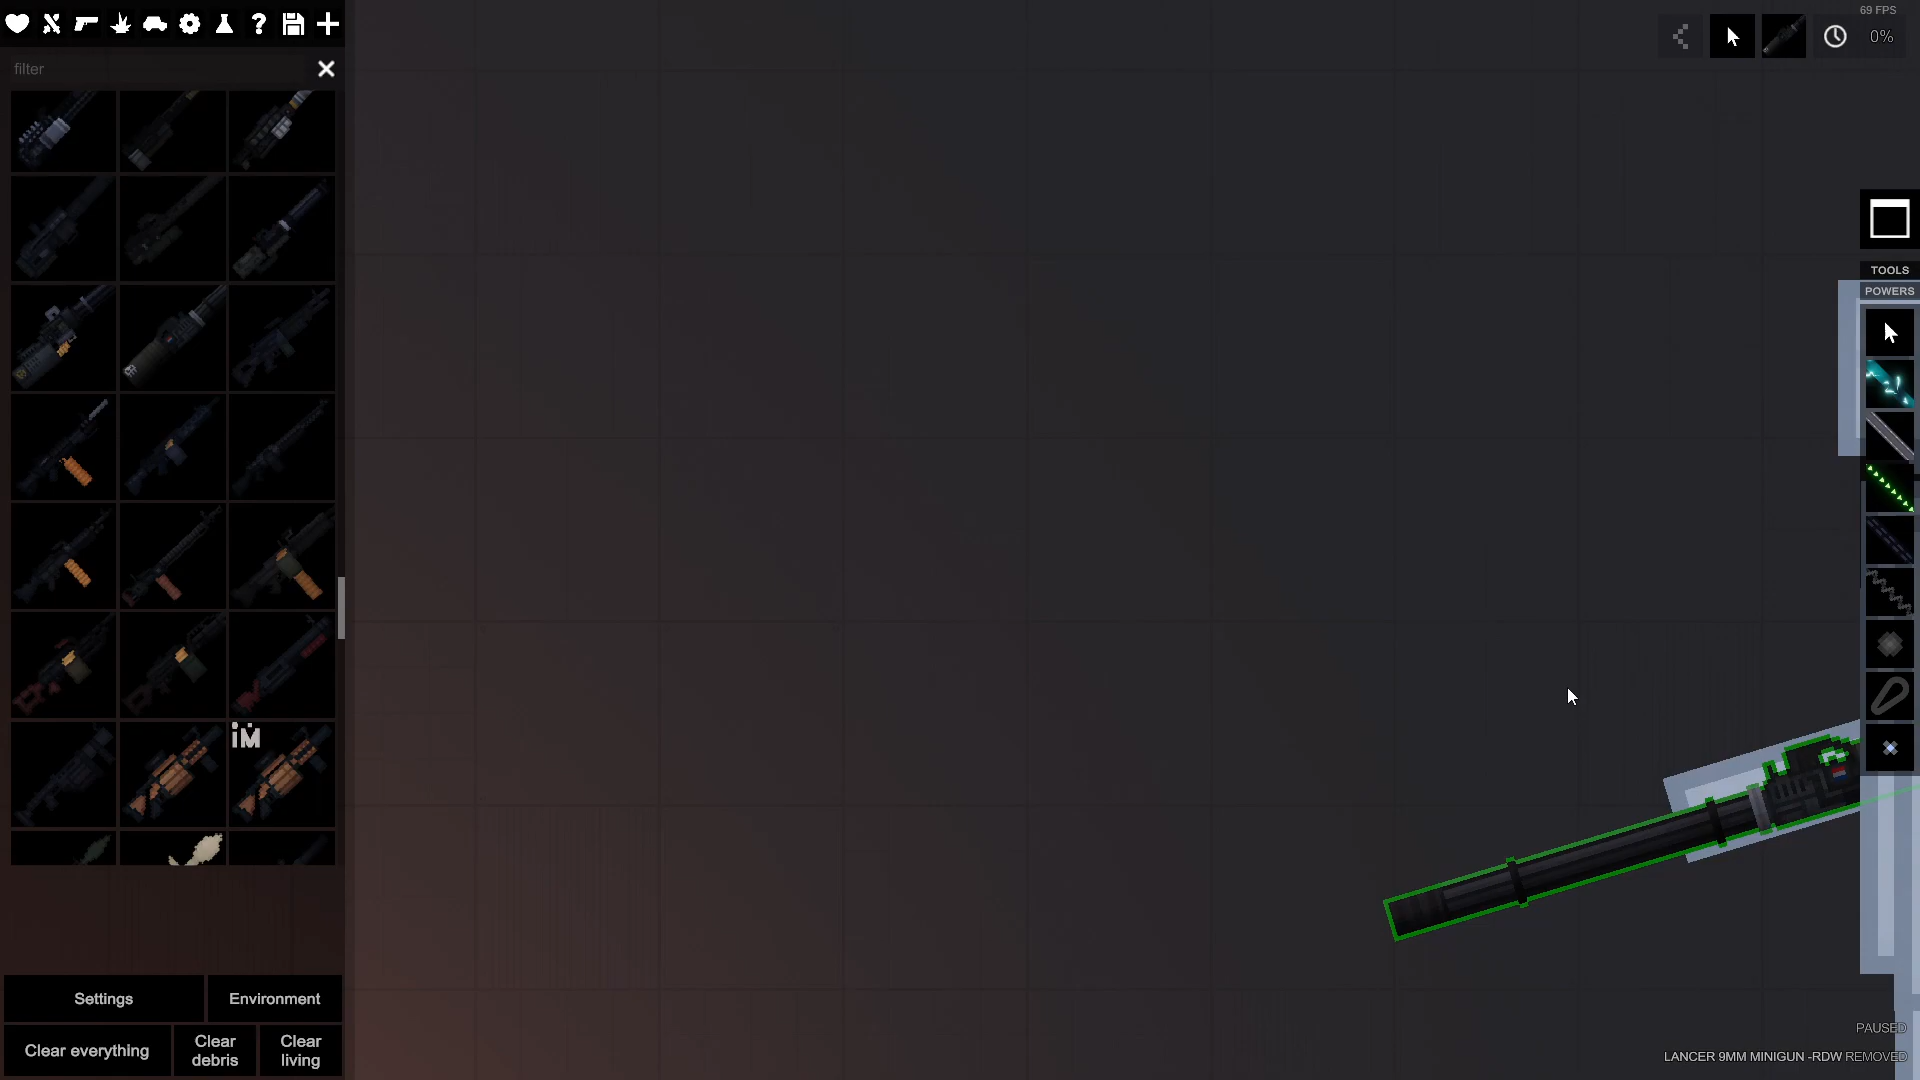 69 FPS
0%
filter
TOOLS
POWERS
iM
Settings
Environment
Clear everything
Clear debris
Clear living
PAUSED
LANCER 9MM MINIGUN -RDW REMOVED